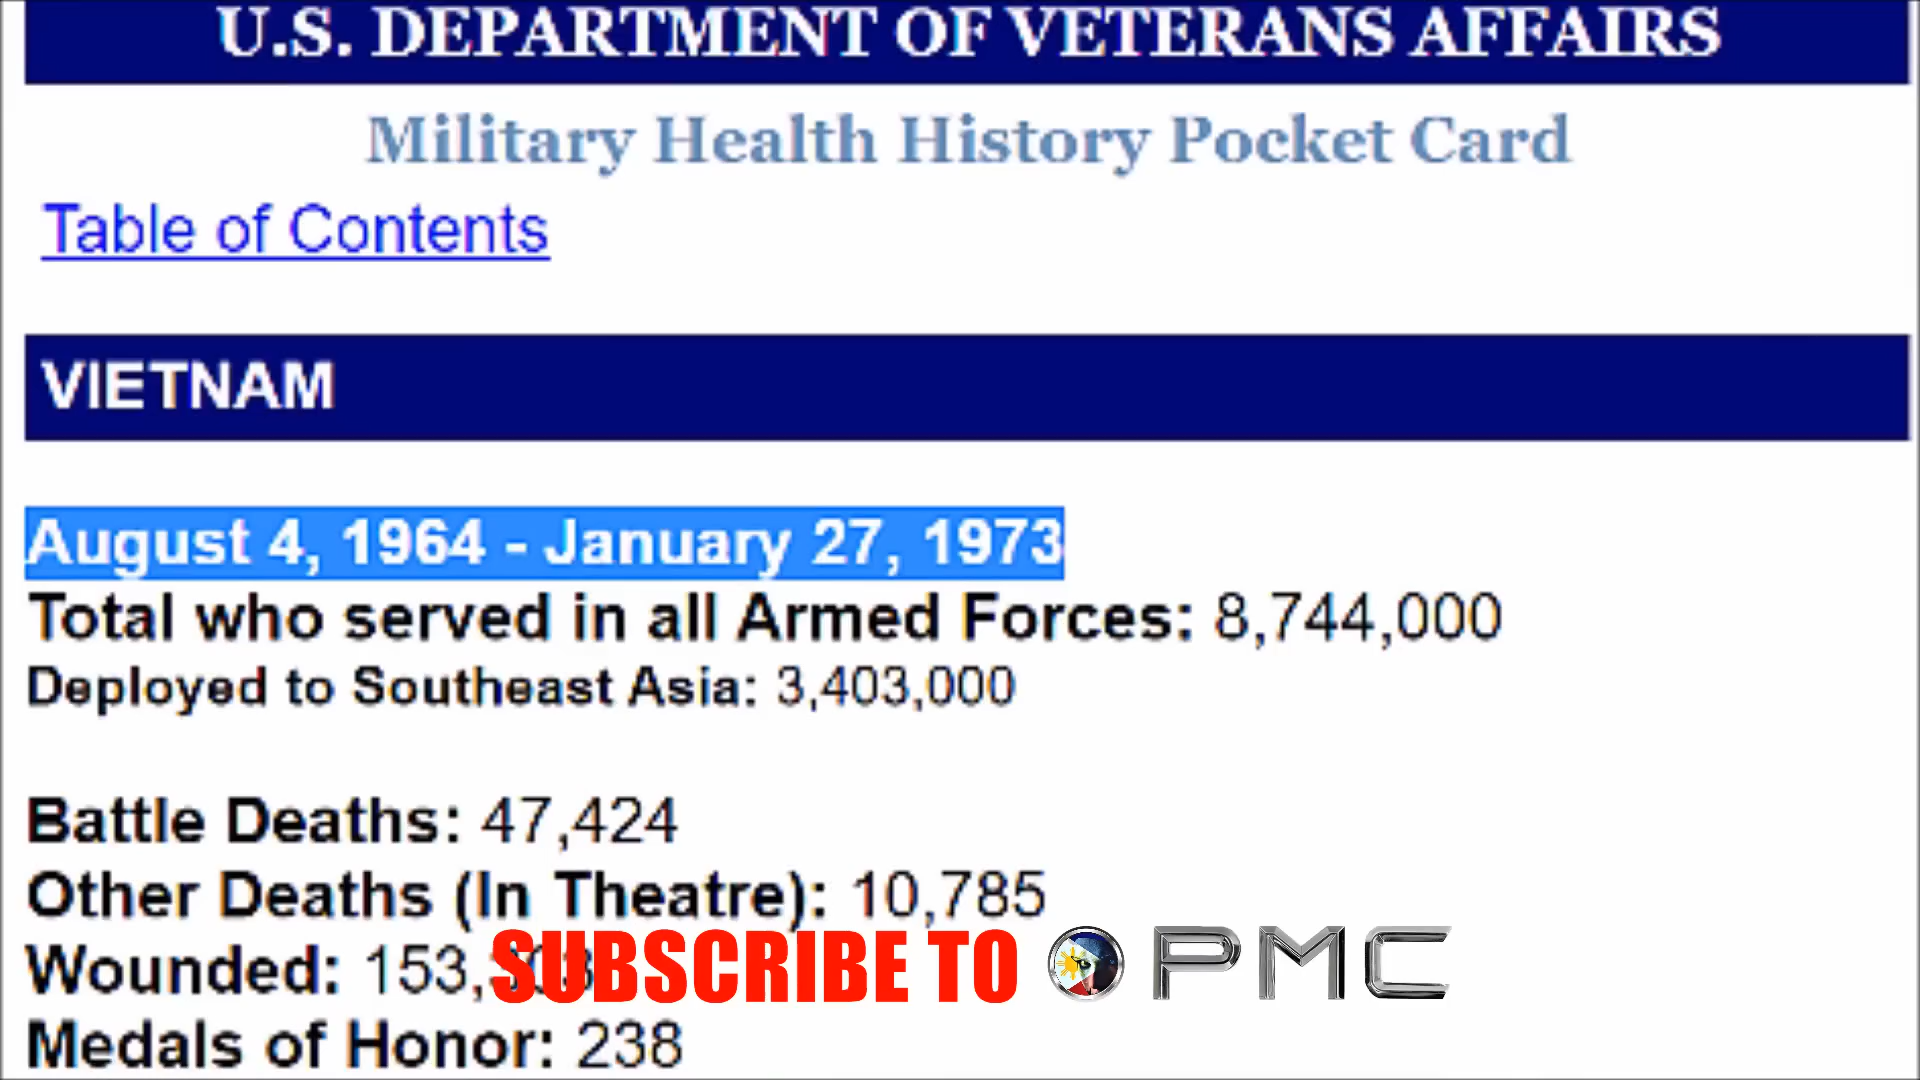 U.S. DEPARTMENT OF VETERANS AFFAIRS
Military Health History Pocket Card
Table of Contents
VIETNAM
August 4, 1964 - January 27, 1973
Total who served in all Armed Forces: 8,744,000
Deployed to Southeast Asia: 3,403,000
Battle Deaths: 47,424
Other Deaths (In Theatre): 10,785
Wounded:
SUBSCRIBE TO PMC
Medals of Honor: 238